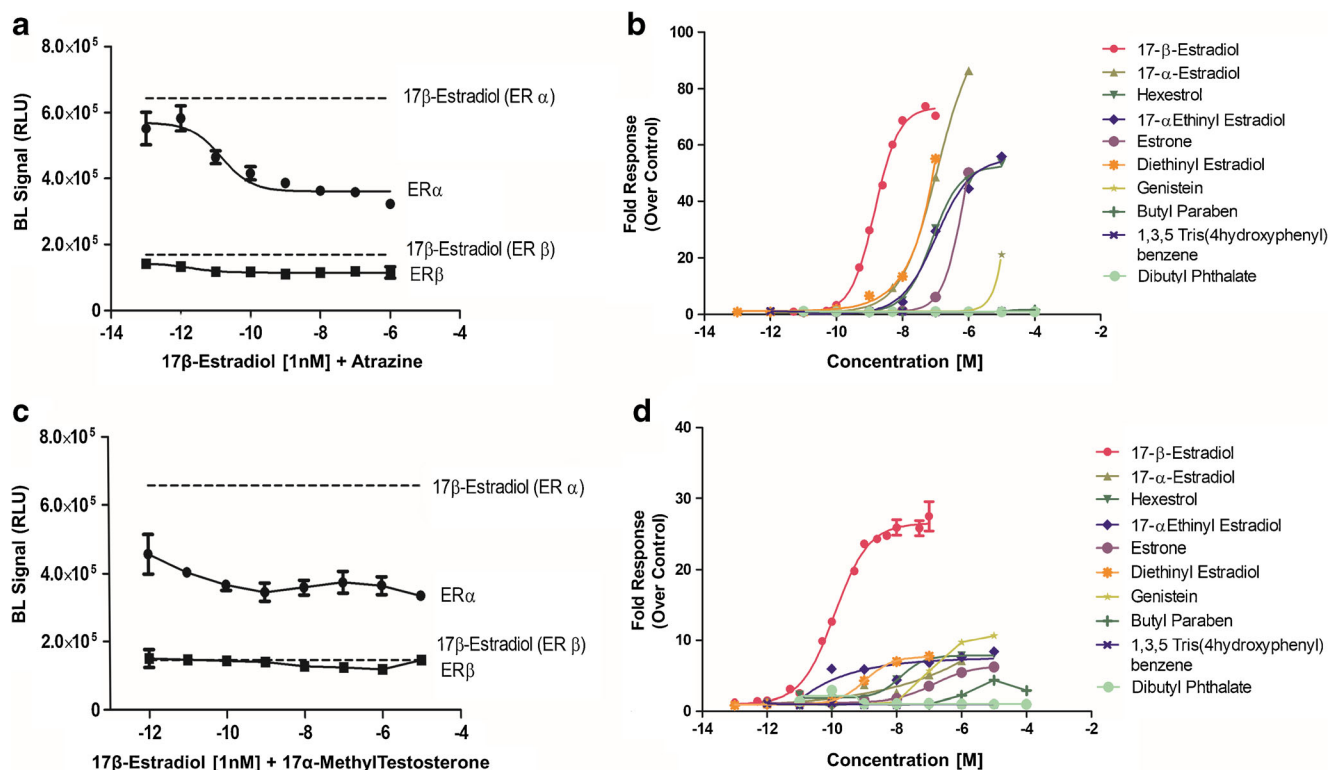 a
8.0×10⁵
6.0×10⁵
4.0×10⁵
2.0×10⁵
0
BL Signal (RLU)
17β-Estradiol (ER α)
ERα
17β-Estradiol (ER β)
ERβ
-14 -12 -10 -8 -6 -4
17β-Estradiol [1nM] + Atrazine
b
100
80
60
40
20
0
Fold Response
(Over Control)
-14 -12 -10 -8 -6 -4 -2
Concentration [M]
17-β-Estradiol
17-α-Estradiol
Hexestrol
17-αEthinyl Estradiol
Estrone
Diethinyl Estradiol
Genistein
Butyl Paraben
1,3,5 Tris(4hydroxyphenyl)
benzene
Dibutyl Phthalate
c
8.0×10⁵
6.0×10⁵
4.0×10⁵
2.0×10⁵
0
BL Signal (RLU)
17β-Estradiol (ER α)
ERα
17β-Estradiol (ER β)
ERβ
-12 -10 -8 -6 -4
17β-Estradiol [1nM] + 17α-MethylTestosterone
d
40
30
20
10
0
Fold Response
(Over Control)
-14 -12 -10 -8 -6 -4 -2
Concentration [M]
17-β-Estradiol
17-α-Estradiol
Hexestrol
17-αEthinyl Estradiol
Estrone
Diethinyl Estradiol
Genistein
Butyl Paraben
1,3,5 Tris(4hydroxyphenyl)
benzene
Dibutyl Phthalate